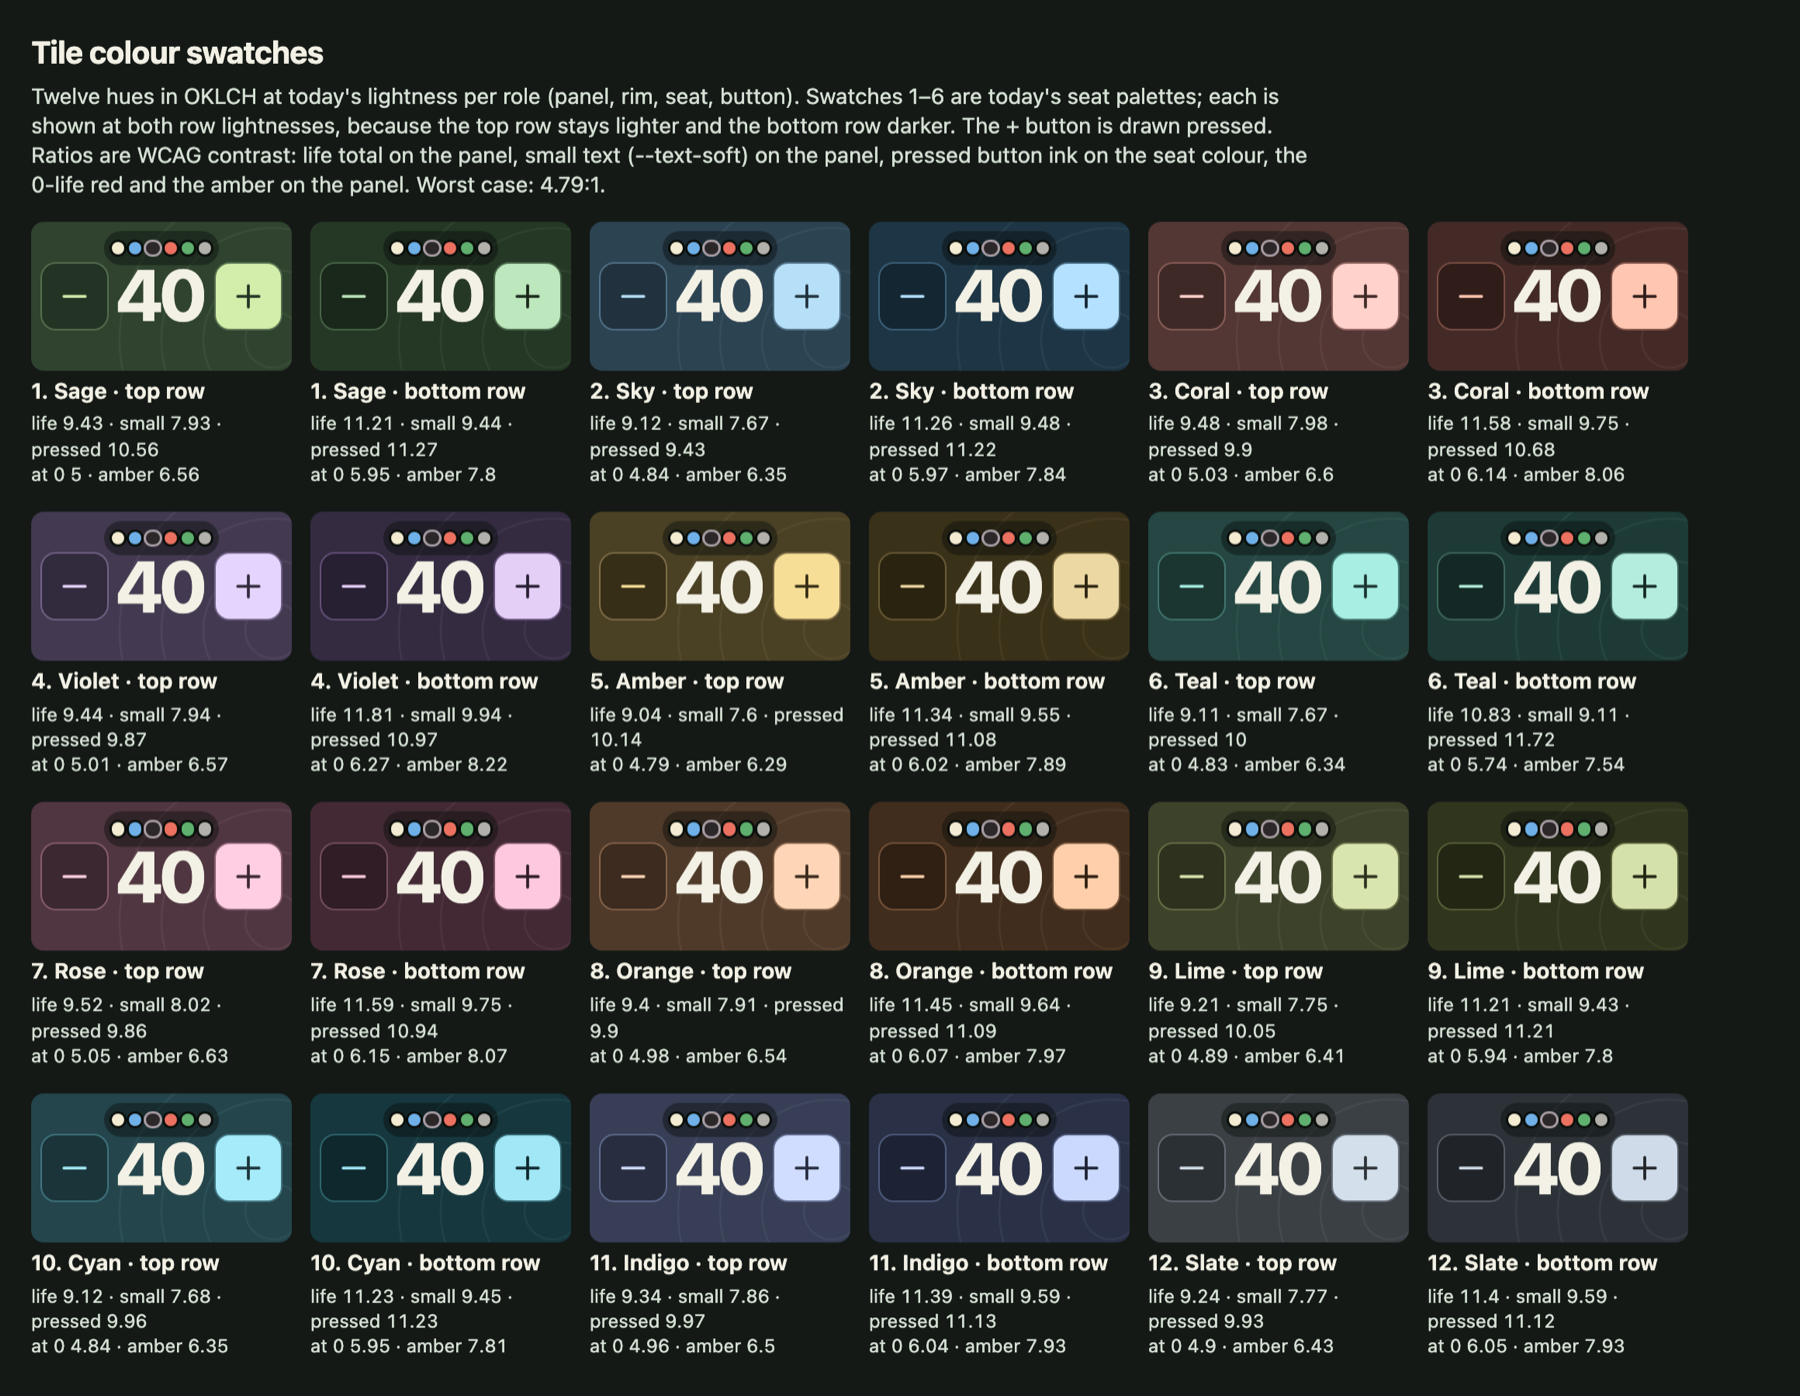 Tile colour swatches
Twelve hues in OKLCH at today's lightness per role (panel, rim, seat, button). Swatches 1–6 are today's seat palettes; each is
shown at both row lightnesses, because the top row stays lighter and the bottom row darker. The + button is drawn pressed.
Ratios are WCAG contrast: life total on the panel, small text (--text-soft) on the panel, pressed button ink on the seat colour, the
0-life red and the amber on the panel. Worst case: 4.79:1.
− 40 +
− 40 +
− 40 +
− 40 +
− 40 +
− 40 +
1. Sage · top row
life 9.43 · small 7.93 ·
pressed 10.56
at 0 5 · amber 6.56
1. Sage · bottom row
life 11.21 · small 9.44 ·
pressed 11.27
at 0 5.95 · amber 7.8
2. Sky · top row
life 9.12 · small 7.67 ·
pressed 9.43
at 0 4.84 · amber 6.35
2. Sky · bottom row
life 11.26 · small 9.48 ·
pressed 11.22
at 0 5.97 · amber 7.84
3. Coral · top row
life 9.48 · small 7.98 ·
pressed 9.9
at 0 5.03 · amber 6.6
3. Coral · bottom row
life 11.58 · small 9.75 ·
pressed 10.68
at 0 6.14 · amber 8.06
− 40 +
− 40 +
− 40 +
− 40 +
− 40 +
− 40 +
4. Violet · top row
life 9.44 · small 7.94 ·
pressed 9.87
at 0 5.01 · amber 6.57
4. Violet · bottom row
life 11.81 · small 9.94 ·
pressed 10.97
at 0 6.27 · amber 8.22
5. Amber · top row
life 9.04 · small 7.6 · pressed
10.14
at 0 4.79 · amber 6.29
5. Amber · bottom row
life 11.34 · small 9.55 ·
pressed 11.08
at 0 6.02 · amber 7.89
6. Teal · top row
life 9.11 · small 7.67 ·
pressed 10
at 0 4.83 · amber 6.34
6. Teal · bottom row
life 10.83 · small 9.11 ·
pressed 11.72
at 0 5.74 · amber 7.54
− 40 +
− 40 +
− 40 +
− 40 +
− 40 +
− 40 +
7. Rose · top row
life 9.52 · small 8.02 ·
pressed 9.86
at 0 5.05 · amber 6.63
7. Rose · bottom row
life 11.59 · small 9.75 ·
pressed 10.94
at 0 6.15 · amber 8.07
8. Orange · top row
life 9.4 · small 7.91 · pressed
9.9
at 0 4.98 · amber 6.54
8. Orange · bottom row
life 11.45 · small 9.64 ·
pressed 11.09
at 0 6.07 · amber 7.97
9. Lime · top row
life 9.21 · small 7.75 ·
pressed 10.05
at 0 4.89 · amber 6.41
9. Lime · bottom row
life 11.21 · small 9.43 ·
pressed 11.21
at 0 5.94 · amber 7.8
− 40 +
− 40 +
− 40 +
− 40 +
− 40 +
− 40 +
10. Cyan · top row
life 9.12 · small 7.68 ·
pressed 9.96
at 0 4.84 · amber 6.35
10. Cyan · bottom row
life 11.23 · small 9.45 ·
pressed 11.23
at 0 5.95 · amber 7.81
11. Indigo · top row
life 9.34 · small 7.86 ·
pressed 9.97
at 0 4.96 · amber 6.5
11. Indigo · bottom row
life 11.39 · small 9.59 ·
pressed 11.13
at 0 6.04 · amber 7.93
12. Slate · top row
life 9.24 · small 7.77 ·
pressed 9.93
at 0 4.9 · amber 6.43
12. Slate · bottom row
life 11.4 · small 9.59 ·
pressed 11.12
at 0 6.05 · amber 7.93